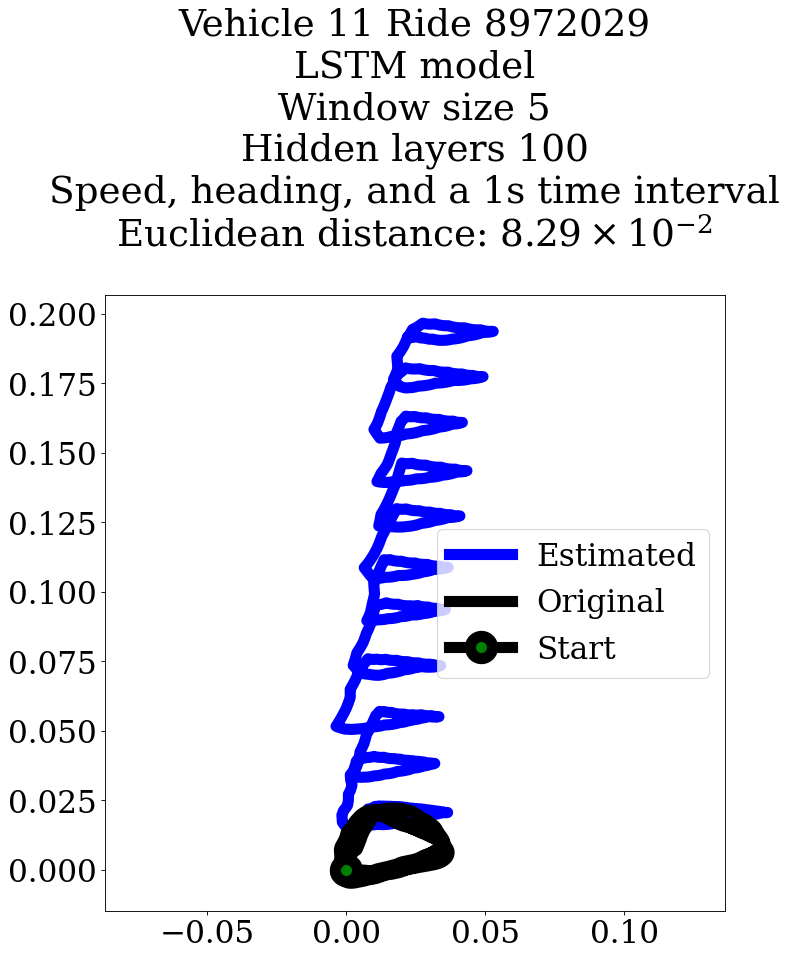 Vehicle 11 Ride 8972029
LSTM model
Window size 5
Hidden layers 100
Speed, heading, and a 1s time interval
Euclidean distance: 8.29 × 10⁻²
0.200
0.175
0.150
0.125
0.100
0.075
0.050
0.025
0.000
Estimated
Original
Start
−0.05
0.00
0.05
0.10